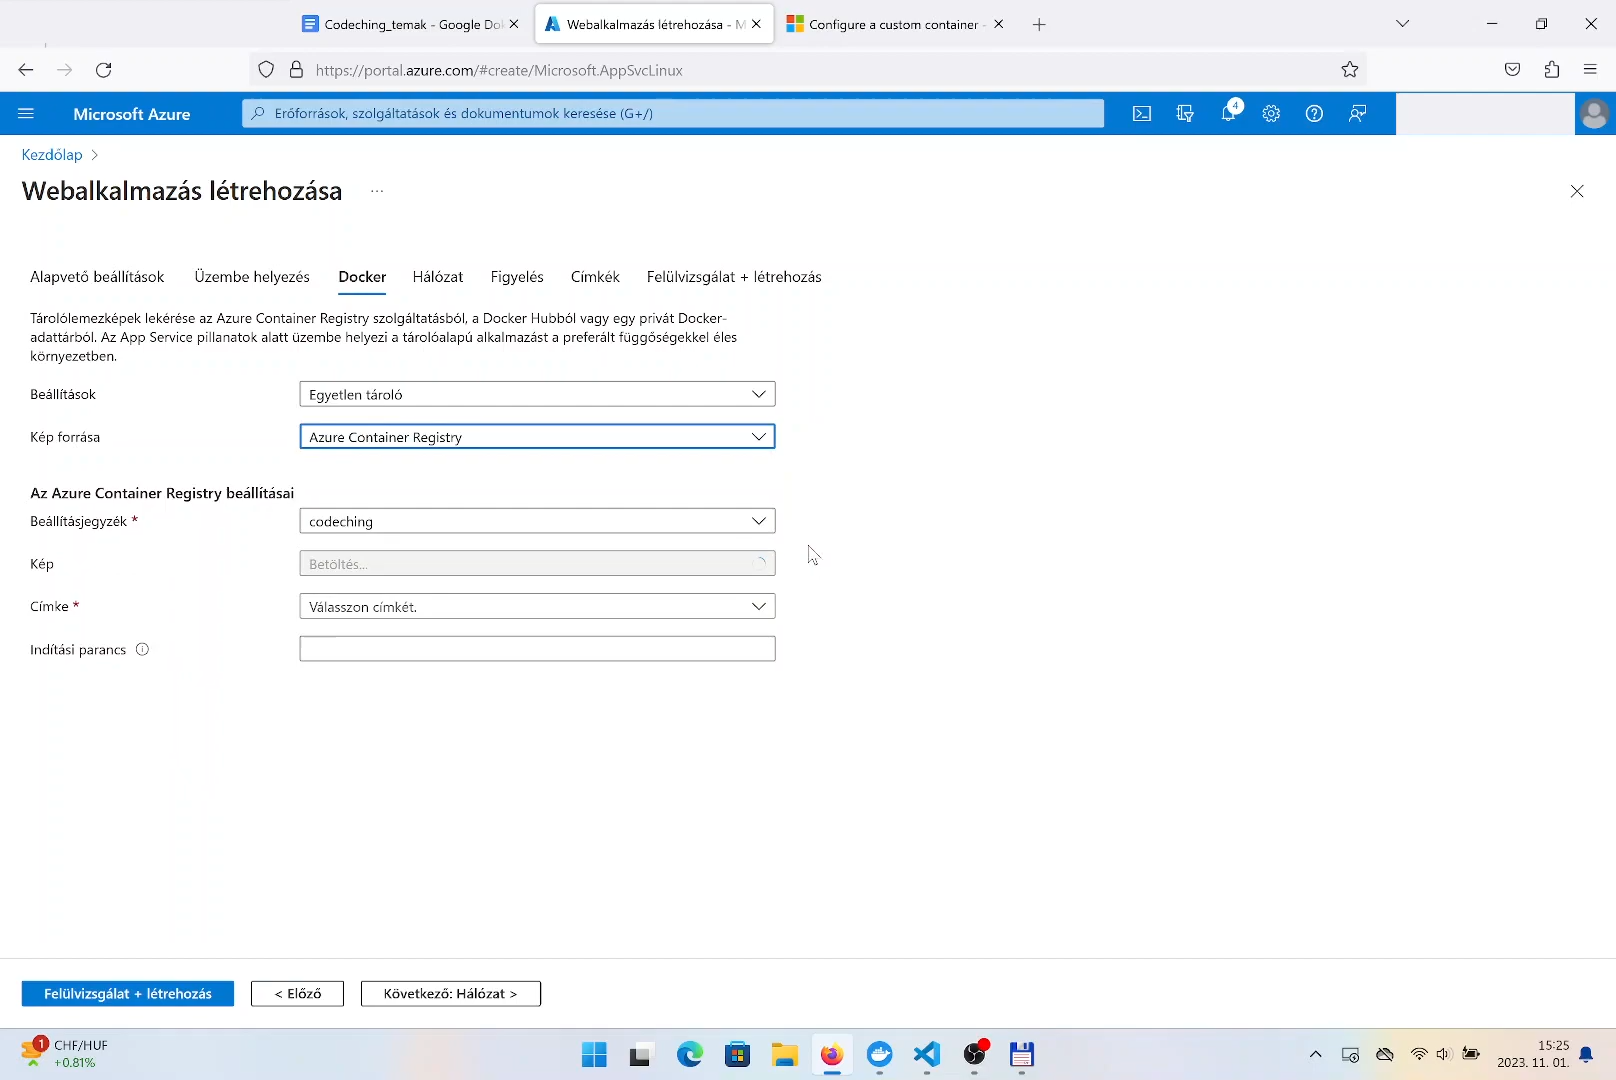 Codeching_temak - Google Do
Webalkalmazás létrehozása - M
Configure a custom container -
https://portal.azure.com/#create/Microsoft.AppSvcLinux
Microsoft Azure
Erőforrások, szolgáltatások és dokumentumok keresése (G+/)
4
Kezdőlap
Webalkalmazás létrehozása
Alapvető beállítások
Üzembe helyezés
Docker
Hálózat
Figyelés
Címkék
Felülvizsgálat + létrehozás
Tárolólemezképek lekérése az Azure Container Registry szolgáltatásból, a Docker Hubból vagy egy privát Docker-
adattárból. Az App Service pillanatok alatt üzembe helyezi a tárolóalapú alkalmazást a preferált függőségekkel éles
környezetben.
Beállítások
Egyetlen tároló
Kép forrása
Azure Container Registry
Az Azure Container Registry beállításai
Beállításjegyzék *
codeching
Kép
Betöltés...
Címke *
Válasszon címkét.
Indítási parancs
Felülvizsgálat + létrehozás
< Előző
Következő: Hálózat >
1
CHF/HUF
+0.81%
15:25
2023. 11. 01.